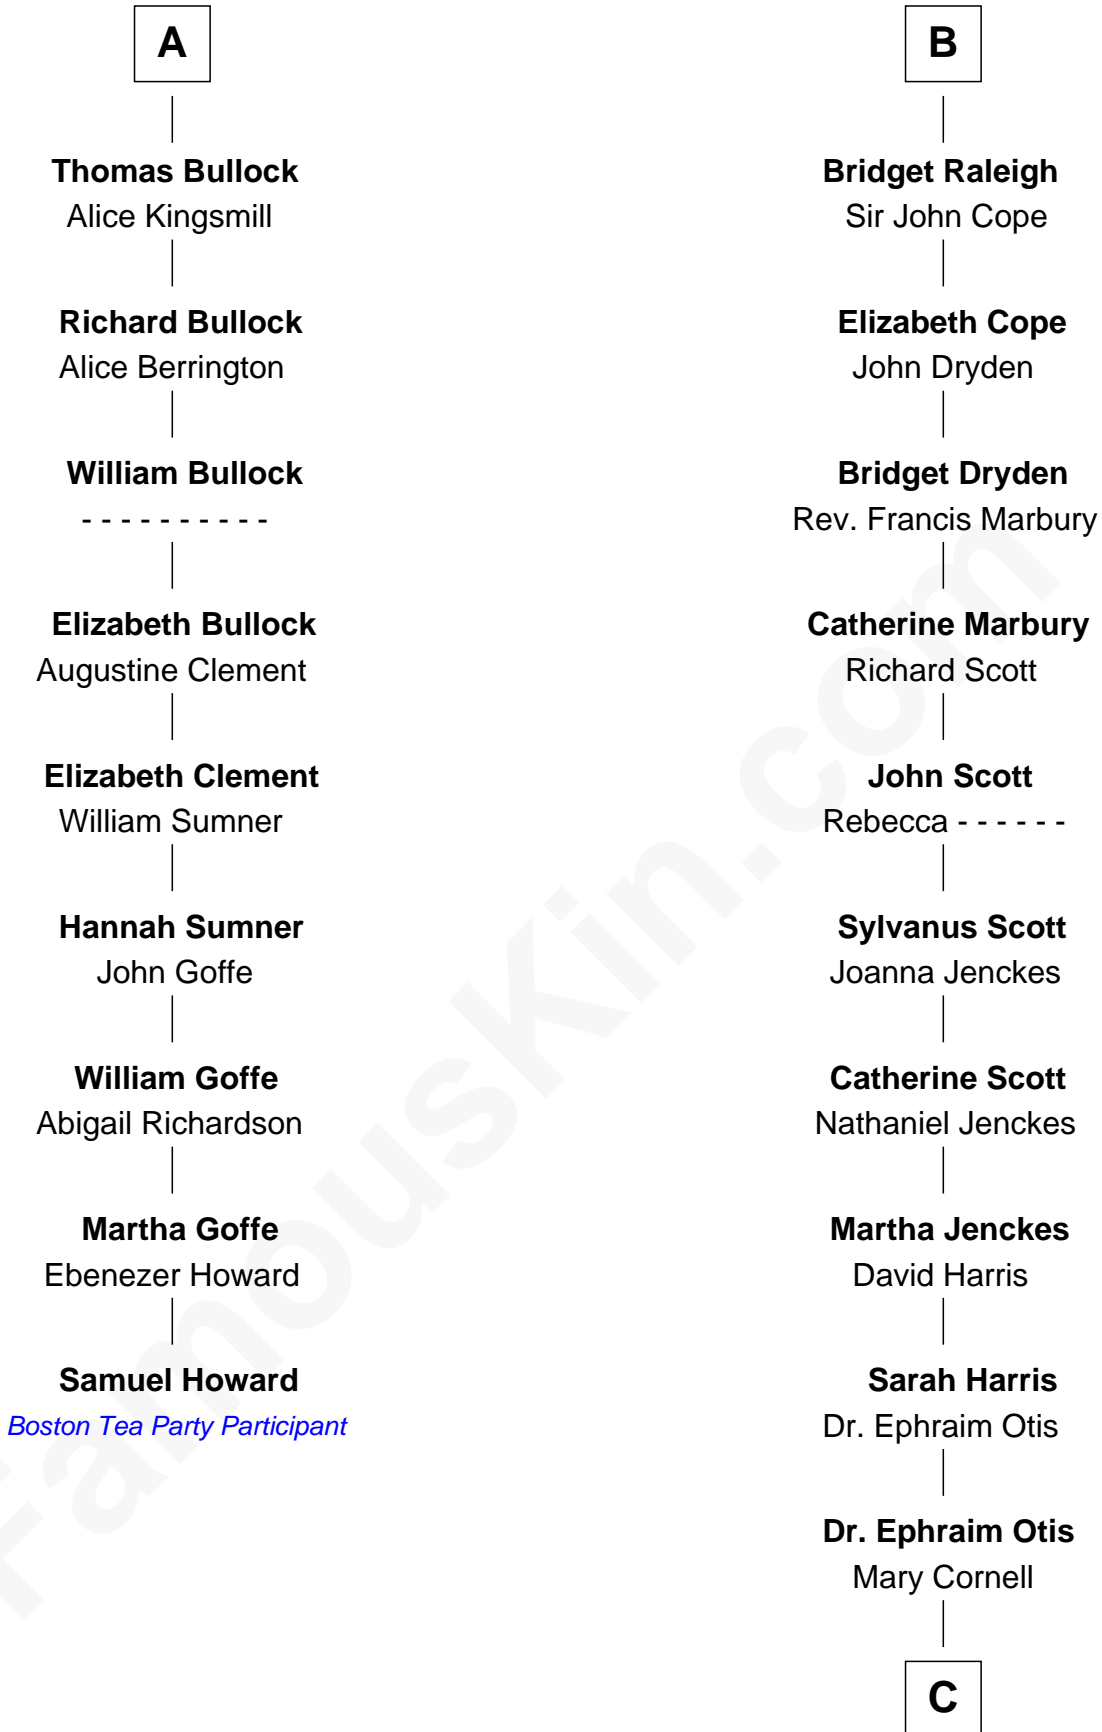 A
Thomas Bullock
Alice Kingsmill
Richard Bullock
Alice Berrington
William Bullock
- - - - - - - - - -
Elizabeth Bullock
Augustine Clement
Elizabeth Clement
William Sumner
Hannah Sumner
John Goffe
William Goffe
Abigail Richardson
Martha Goffe
Ebenezer Howard
Samuel Howard
Boston Tea Party Participant
B
Bridget Raleigh
Sir John Cope
Elizabeth Cope
John Dryden
Bridget Dryden
Rev. Francis Marbury
Catherine Marbury
Richard Scott
John Scott
Rebecca - - - - - -
Sylvanus Scott
Joanna Jenckes
Catherine Scott
Nathaniel Jenckes
Martha Jenckes
David Harris
Sarah Harris
Dr. Ephraim Otis
Dr. Ephraim Otis
Mary Cornell
C
FamousKin.com